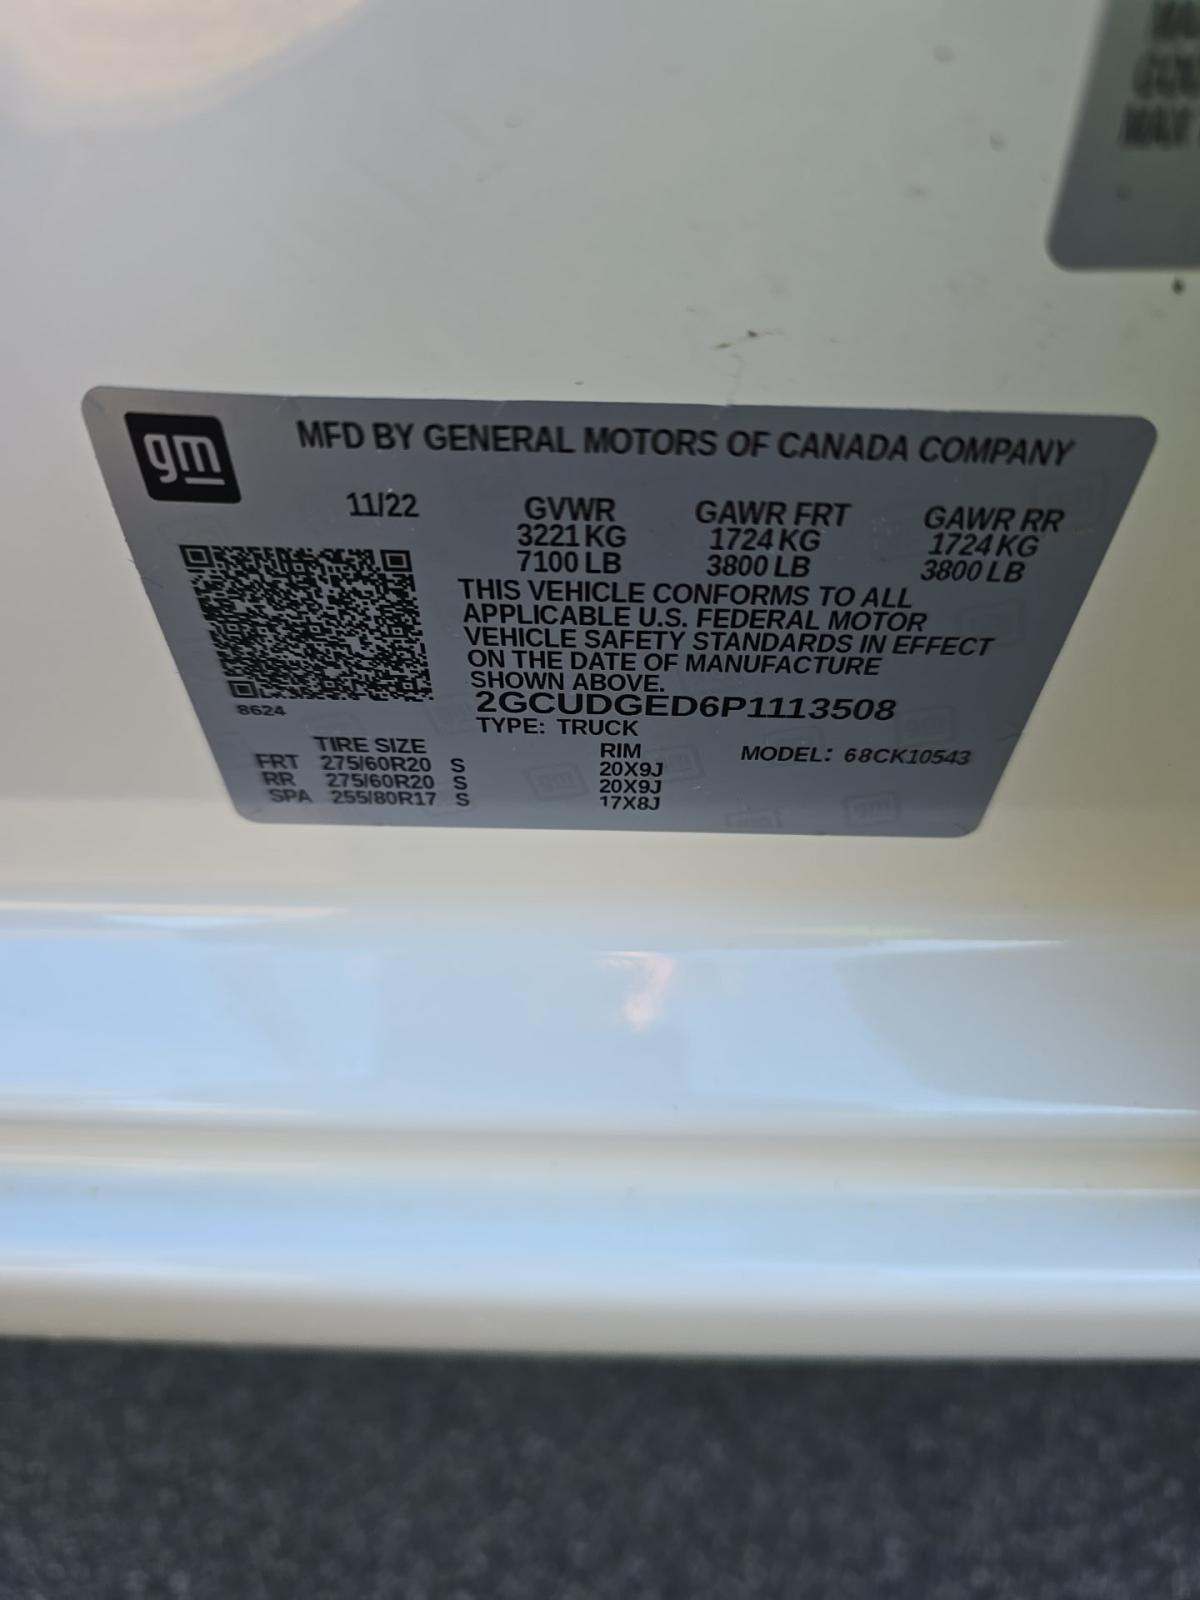 gm
MFD BY GENERAL MOTORS OF CANADA COMPANY
11/22 GVWR GAWR FRT GAWR RR
3221 KG 1724 KG 1724 KG
7100 LB 3800 LB 3800 LB
THIS VEHICLE CONFORMS TO ALL
APPLICABLE U.S. FEDERAL MOTOR
VEHICLE SAFETY STANDARDS IN EFFECT
ON THE DATE OF MANUFACTURE
SHOWN ABOVE.
2GCUDGED6P1113508
8624
TYPE: TRUCK
TIRE SIZE RIM MODEL: 68CK10543
FRT 275/60R20 S 20X9J
RR 275/60R20 S 20X9J
SPA 255/80R17 S 17X8J